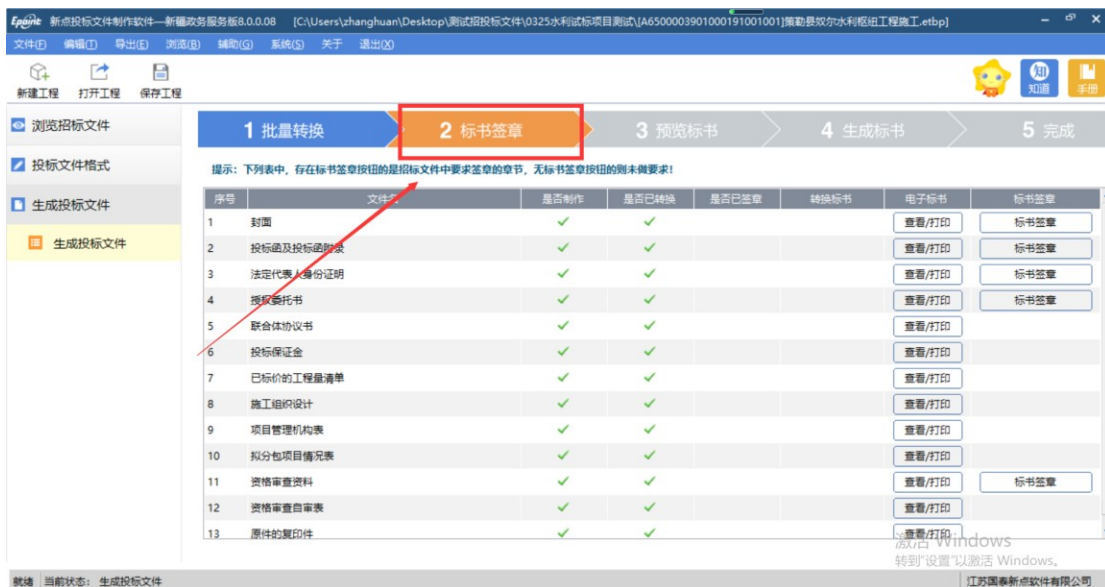 Epoint 新点投标文件制作软件—新疆政务服务版8.0.0.08 [C:\Users\zhanghuan\Desktop\测试招投标文件\0325水利试标项目测试\[A6500003901000191001001]策勒县奴尔水利枢纽工程施工.etbp]
文件(F) 编辑(T) 导出(E) 浏览(B) 辅助(G) 系统(S) 关于 退出(X)
新建工程 打开工程 保存工程 知道 手册
浏览招标文件
投标文件格式
生成投标文件
生成投标文件
1 批量转换 2 标书签章 3 预览标书 4 生成标书 5 完成
提示：下列表中，存在标书签章按钮的是招标文件中要求签章的章节，无标书签章按钮的则未做要求！
序号 文件 是否制作 是否已转换 是否已签章 转换标书 电子标书 标书签章
1 封面 查看/打印 标书签章
2 投标函及投标函附录 查看/打印 标书签章
3 法定代表人身份证明 查看/打印 标书签章
4 授权委托书 查看/打印 标书签章
5 联合体协议书 查看/打印
6 投标保证金 查看/打印
7 已标价的工程量清单 查看/打印
8 施工组织设计 查看/打印
9 项目管理机构表 查看/打印
10 拟分包项目情况表 查看/打印
11 资格审查资料 查看/打印 标书签章
12 资格审查自审表 查看/打印
13 原件的复印件 查看/打印
激活 Windows
转到"设置"以激活 Windows。
就绪 当前状态： 生成投标文件 江苏国泰新点软件有限公司